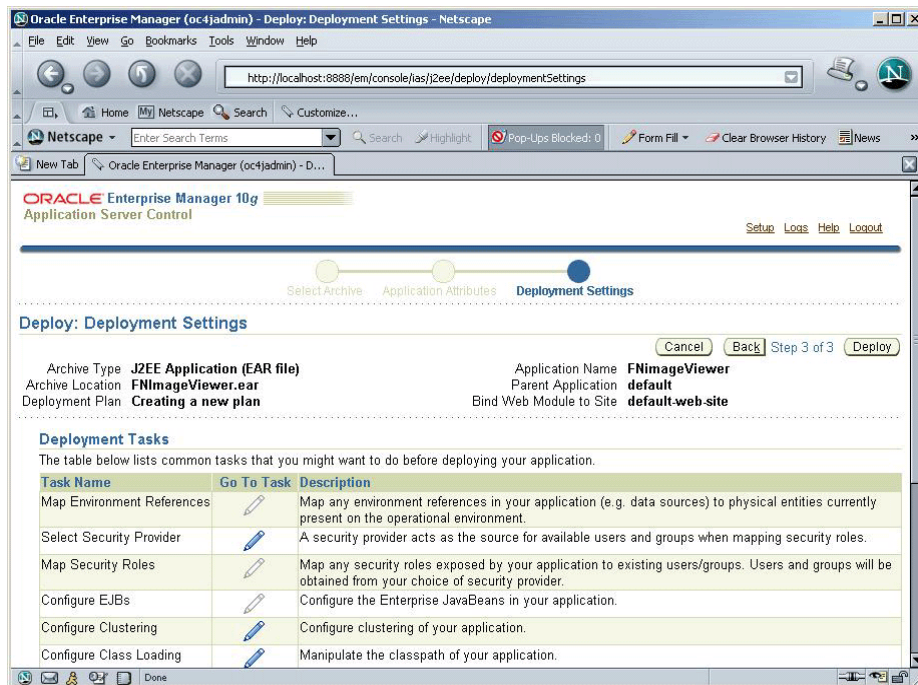 Oracle Enterprise Manager (oc4jadmin) - Deploy: Deployment Settings - Netscape
File Edit View Go Bookmarks Tools Window Help
http://localhost:8888/em/console/ias/j2ee/deploy/deploymentSettings
Home My Netscape Search Customize...
Netscape Enter Search Terms Search Highlight Pop-Ups Blocked: 0 Form Fill Clear Browser History News
New Tab Oracle Enterprise Manager (oc4jadmin) - D...
ORACLE Enterprise Manager 10g
Application Server Control
Setup Logs Help Logout
Select Archive Application Attributes Deployment Settings
Deploy: Deployment Settings
Cancel Back Step 3 of 3 Deploy
Archive Type J2EE Application (EAR file) Application Name FNimageViewer
Archive Location FNImageViewer.ear Parent Application default
Deployment Plan Creating a new plan Bind Web Module to Site default-web-site
Deployment Tasks
The table below lists common tasks that you might want to do before deploying your application.
Task Name Go To Task Description
Map Environment References Map any environment references in your application (e.g. data sources) to physical entities currently
present on the operational environment.
Select Security Provider A security provider acts as the source for available users and groups when mapping security roles.
Map Security Roles Map any security roles exposed by your application to existing users/groups. Users and groups will be
obtained from your choice of security provider.
Configure EJBs Configure the Enterprise JavaBeans in your application.
Configure Clustering Configure clustering of your application.
Configure Class Loading Manipulate the classpath of your application.
Done